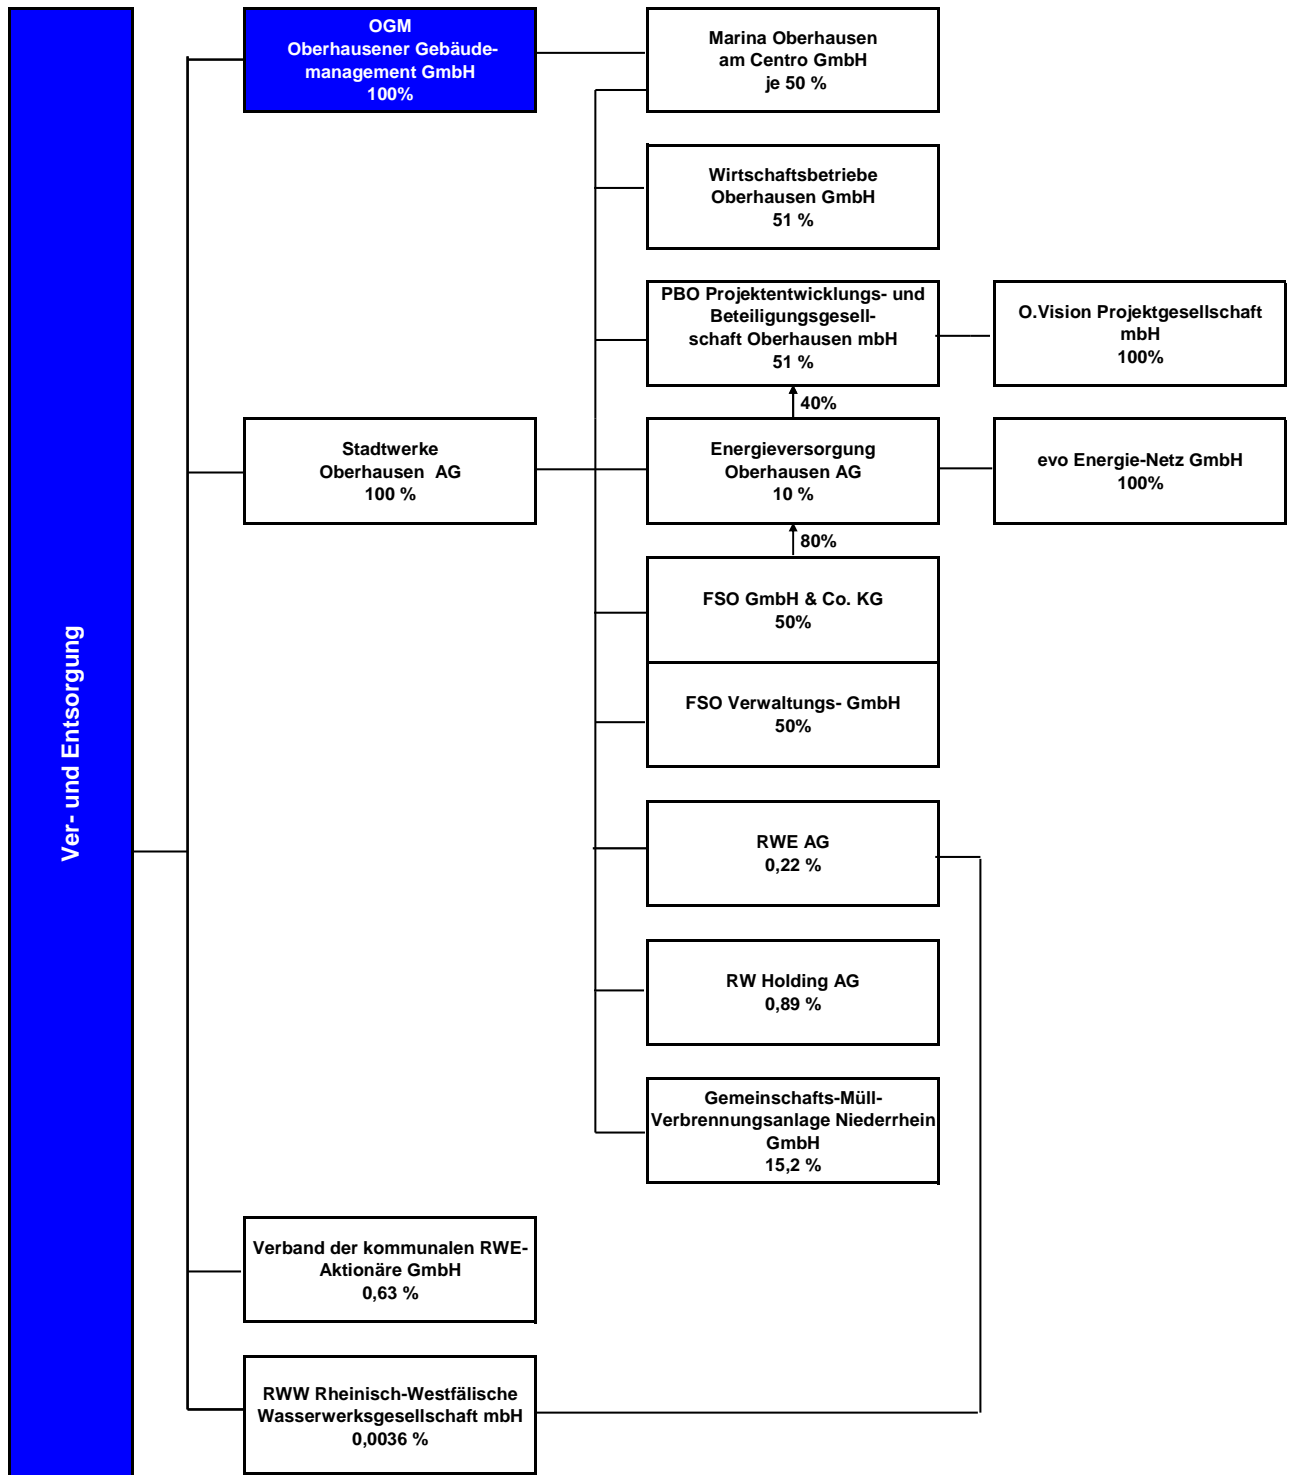 Ver- und Entsorgung
OGM
Oberhausener Gebäude-
management GmbH
100%
Marina Oberhausen
am Centro GmbH
je 50 %
Wirtschaftsbetriebe
Oberhausen GmbH
51 %
PBO Projektentwicklungs- und
Beteiligungsgesell-
schaft Oberhausen mbH
51 %
O.Vision Projektgesellschaft
mbH
100%
40%
Stadtwerke
Oberhausen AG
100 %
Energieversorgung
Oberhausen AG
10 %
evo Energie-Netz GmbH
100%
80%
FSO GmbH & Co. KG
50%
FSO Verwaltungs- GmbH
50%
RWE AG
0,22 %
RW Holding AG
0,89 %
Gemeinschafts-Müll-
Verbrennungsanlage Niederrhein
GmbH
15,2 %
Verband der kommunalen RWE-
Aktionäre GmbH
0,63 %
RWW Rheinisch-Westfälische
Wasserwerksgesellschaft mbH
0,0036 %